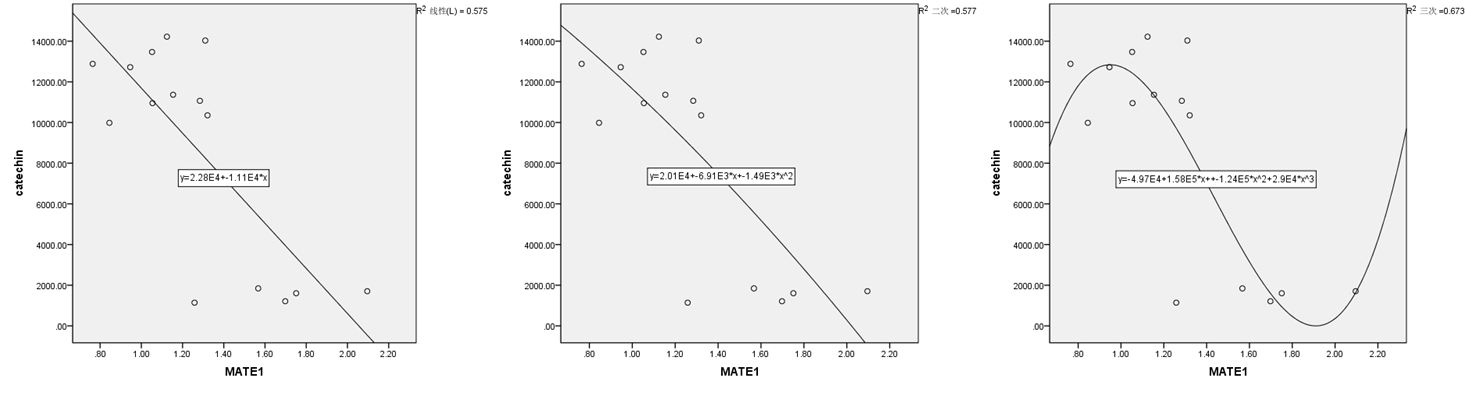 R² 线性(L) = 0.575
14000.00
12000.00
10000.00
8000.00
6000.00
4000.00
2000.00
.00
catechin
y=2.28E4+-1.11E4*x
.80 1.00 1.20 1.40 1.60 1.80 2.00 2.20
MATE1
R² 二次 =0.577
14000.00
12000.00
10000.00
8000.00
6000.00
4000.00
2000.00
.00
catechin
y=2.01E4+-6.91E3*x+-1.49E3*x^2
.80 1.00 1.20 1.40 1.60 1.80 2.00 2.20
MATE1
R² 三次 =0.673
14000.00
12000.00
10000.00
8000.00
6000.00
4000.00
2000.00
.00
catechin
y=-4.97E4+1.58E5*x++-1.24E5*x^2+2.9E4*x^3
.80 1.00 1.20 1.40 1.60 1.80 2.00 2.20
MATE1